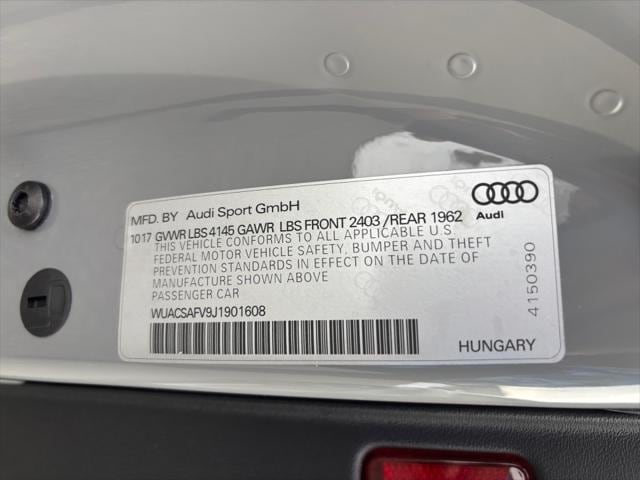 MFD. BY Audi Sport GmbH
1017 GVWR LBS 4145 GAWR LBS FRONT 2403 /REAR 1962
THIS VEHICLE CONFORMS TO ALL APPLICABLE U.S.
FEDERAL MOTOR VEHICLE SAFETY, BUMPER AND THEFT
PREVENTION STANDARDS IN EFFECT ON THE DATE OF
MANUFACTURE SHOWN ABOVE
PASSENGER CAR
WUACSAFV9J1901608
HUNGARY
Audi
4150390